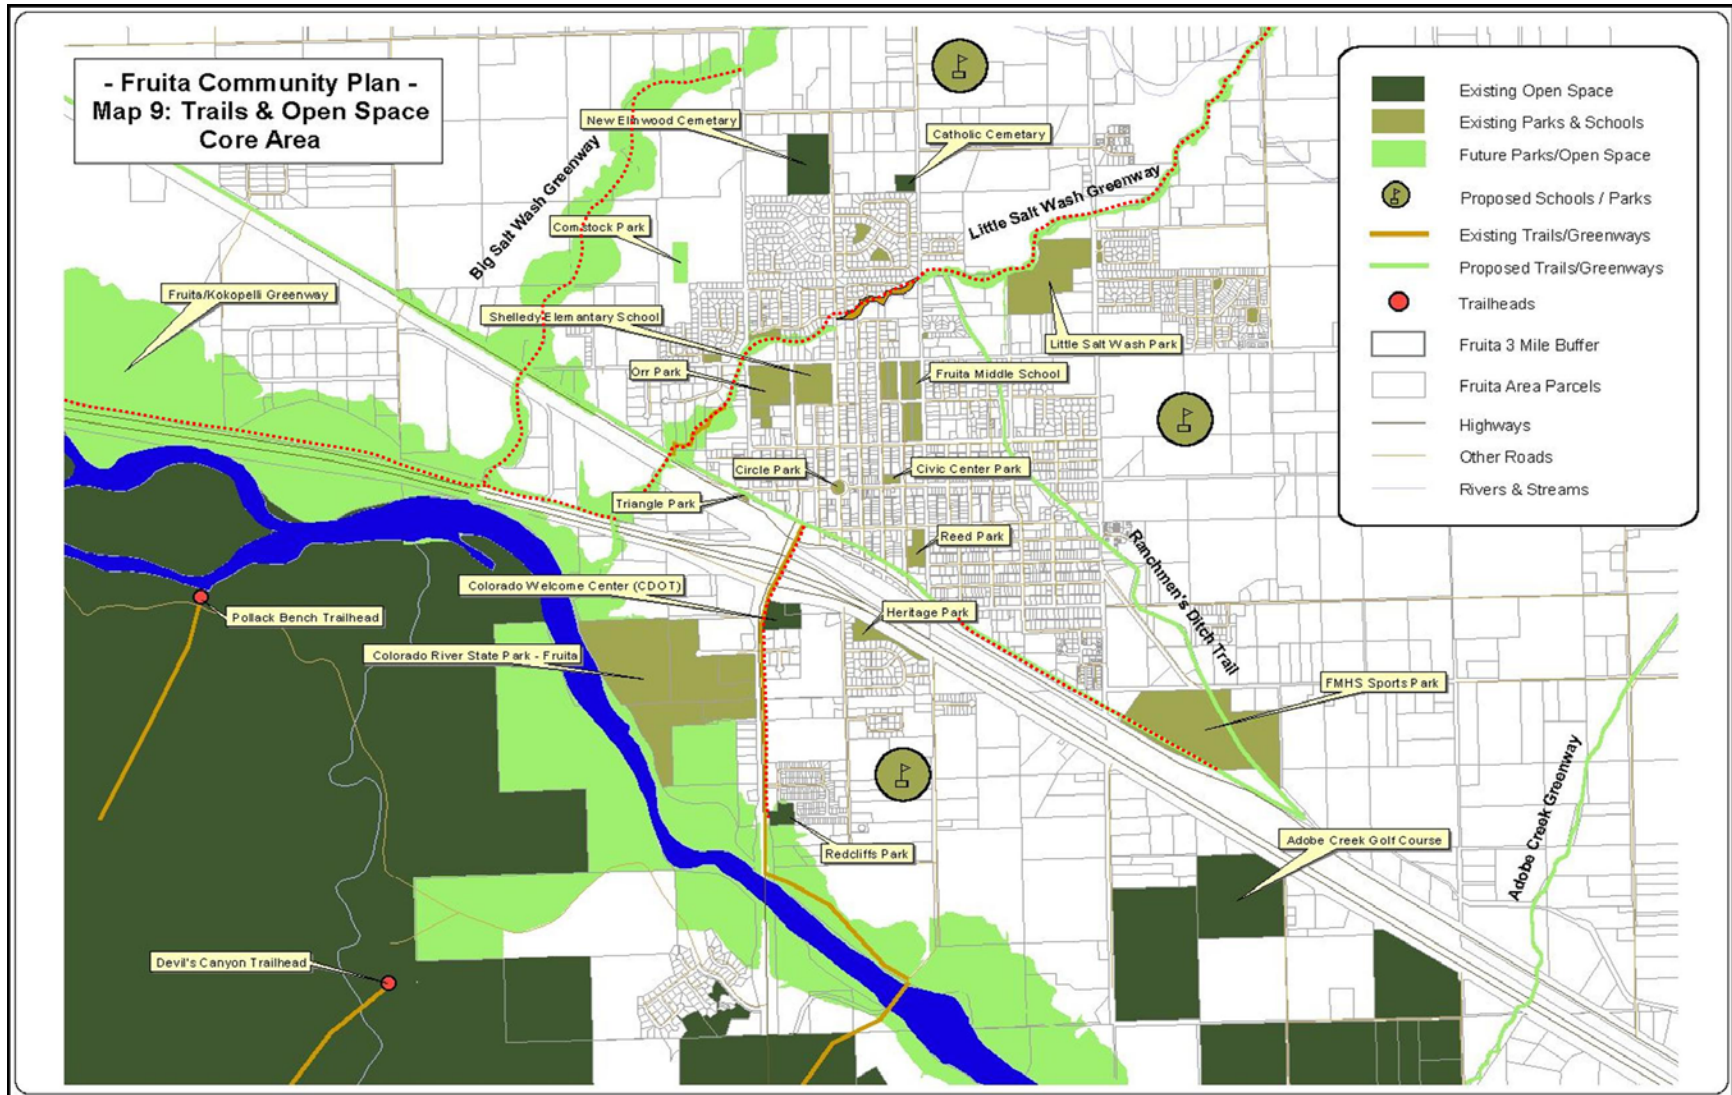 - Fruita Community Plan -
Map 9: Trails & Open Space
Core Area
New Elmwood Cemetary
Catholic Cemetary
Big Salt Wash Greenway
Little Salt Wash Greenway
Comstock Park
Fruita/Kokopelli Greenway
Shelledy Elemantary School
Little Salt Wash Park
Orr Park
Fruita Middle School
Circle Park
Civic Center Park
Triangle Park
Reed Park
Ranchmen's Ditch Trail
Colorado Welcome Center (CDOT)
Heritage Park
Pollack Bench Trailhead
Colorado River State Park - Fruita
FMHS Sports Park
Adobe Creek Greenway
Redcliffs Park
Adobe Creek Golf Course
Devil's Canyon Trailhead
Existing Open Space
Existing Parks & Schools
Future Parks/Open Space
Proposed Schools / Parks
Existing Trails/Greenways
Proposed Trails/Greenways
Trailheads
Fruita 3 Mile Buffer
Fruita Area Parcels
Highways
Other Roads
Rivers & Streams